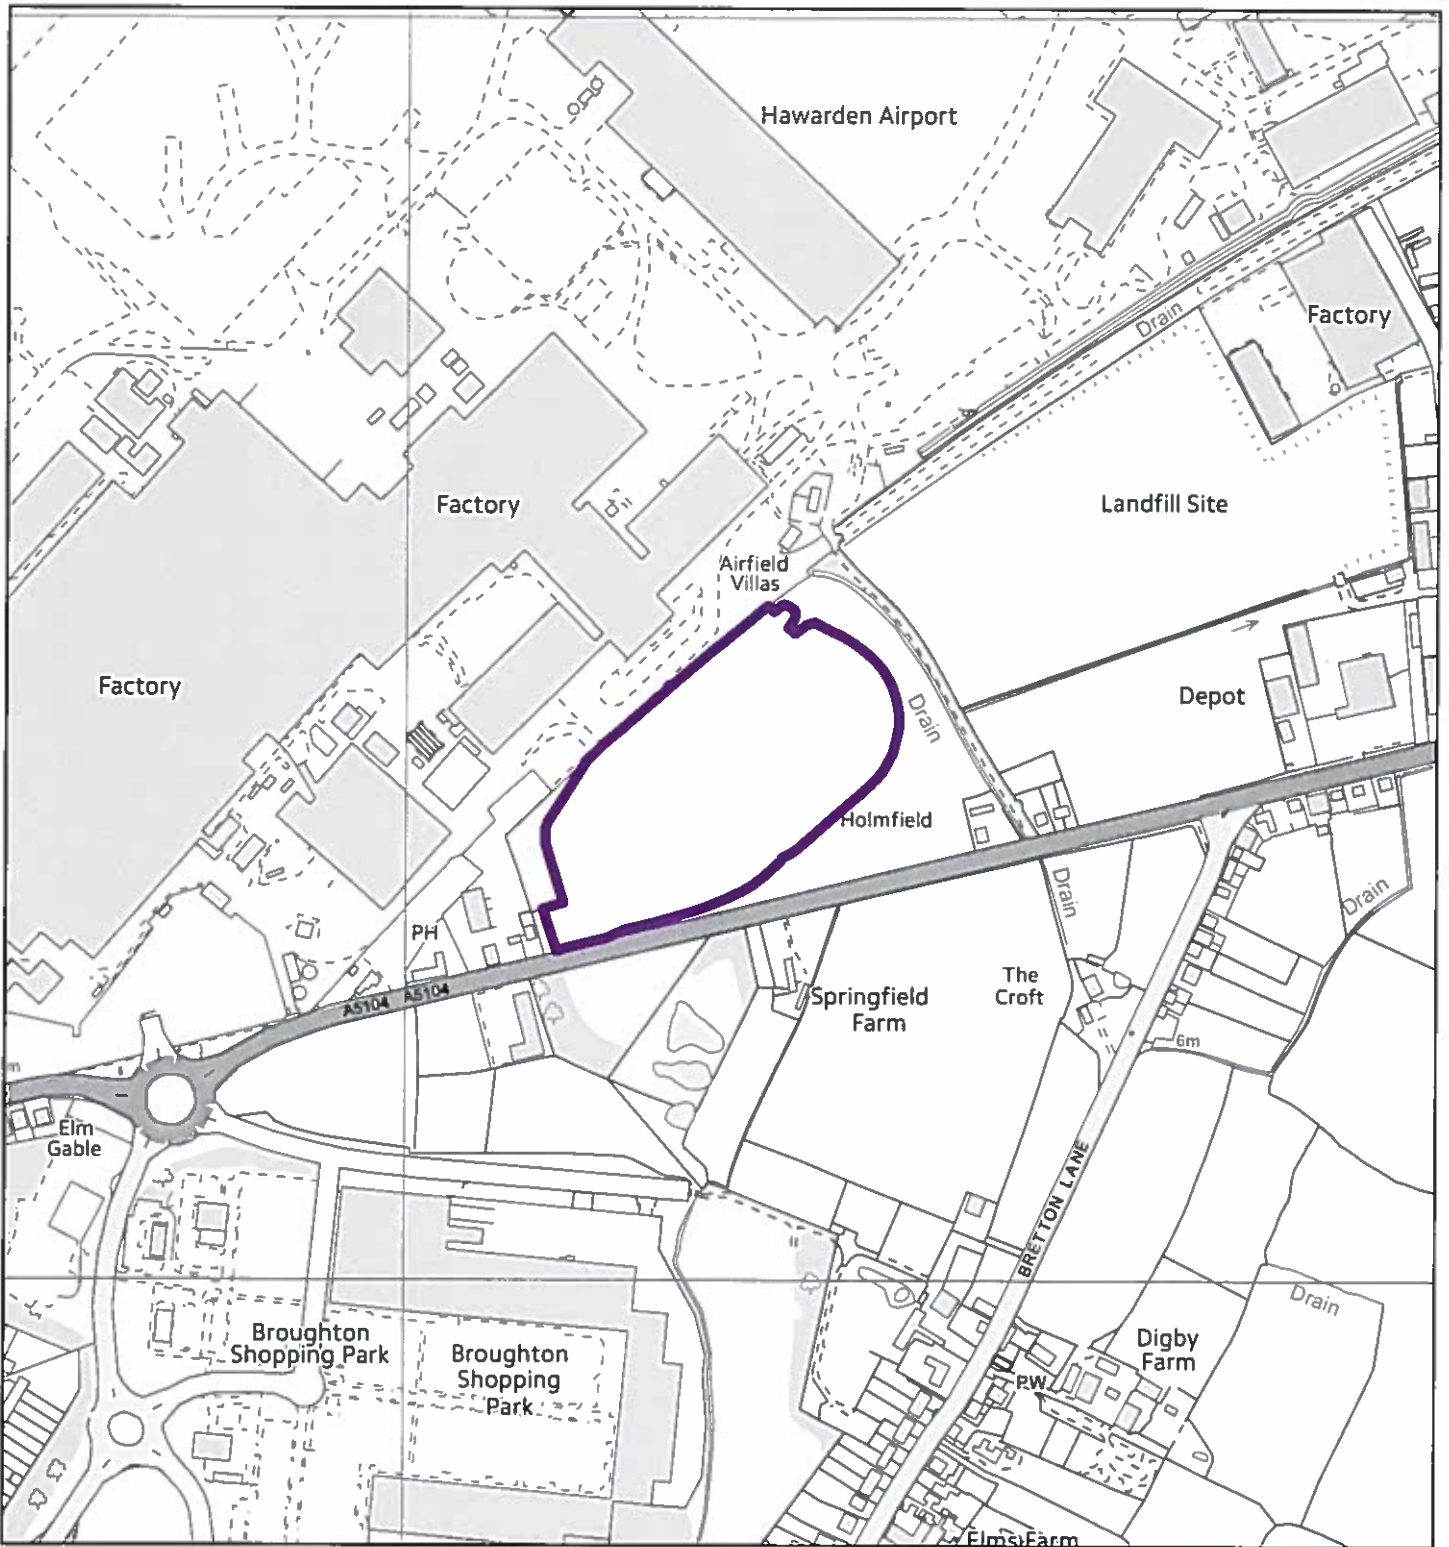 Hawarden Airport
Drain
Factory
Factory
Landfill Site
Airfield
Villas
Factory
Depot
Drain
Holmfield
Drain
Drain
PH
A5104
A5104
Springfield
Farm
The
Croft
6m
m
Elm
Gable
BRETTON LANE
Drain
Broughton
Shopping Park
Broughton
Shopping
Park
Digby
Farm
PW
Elms Farm